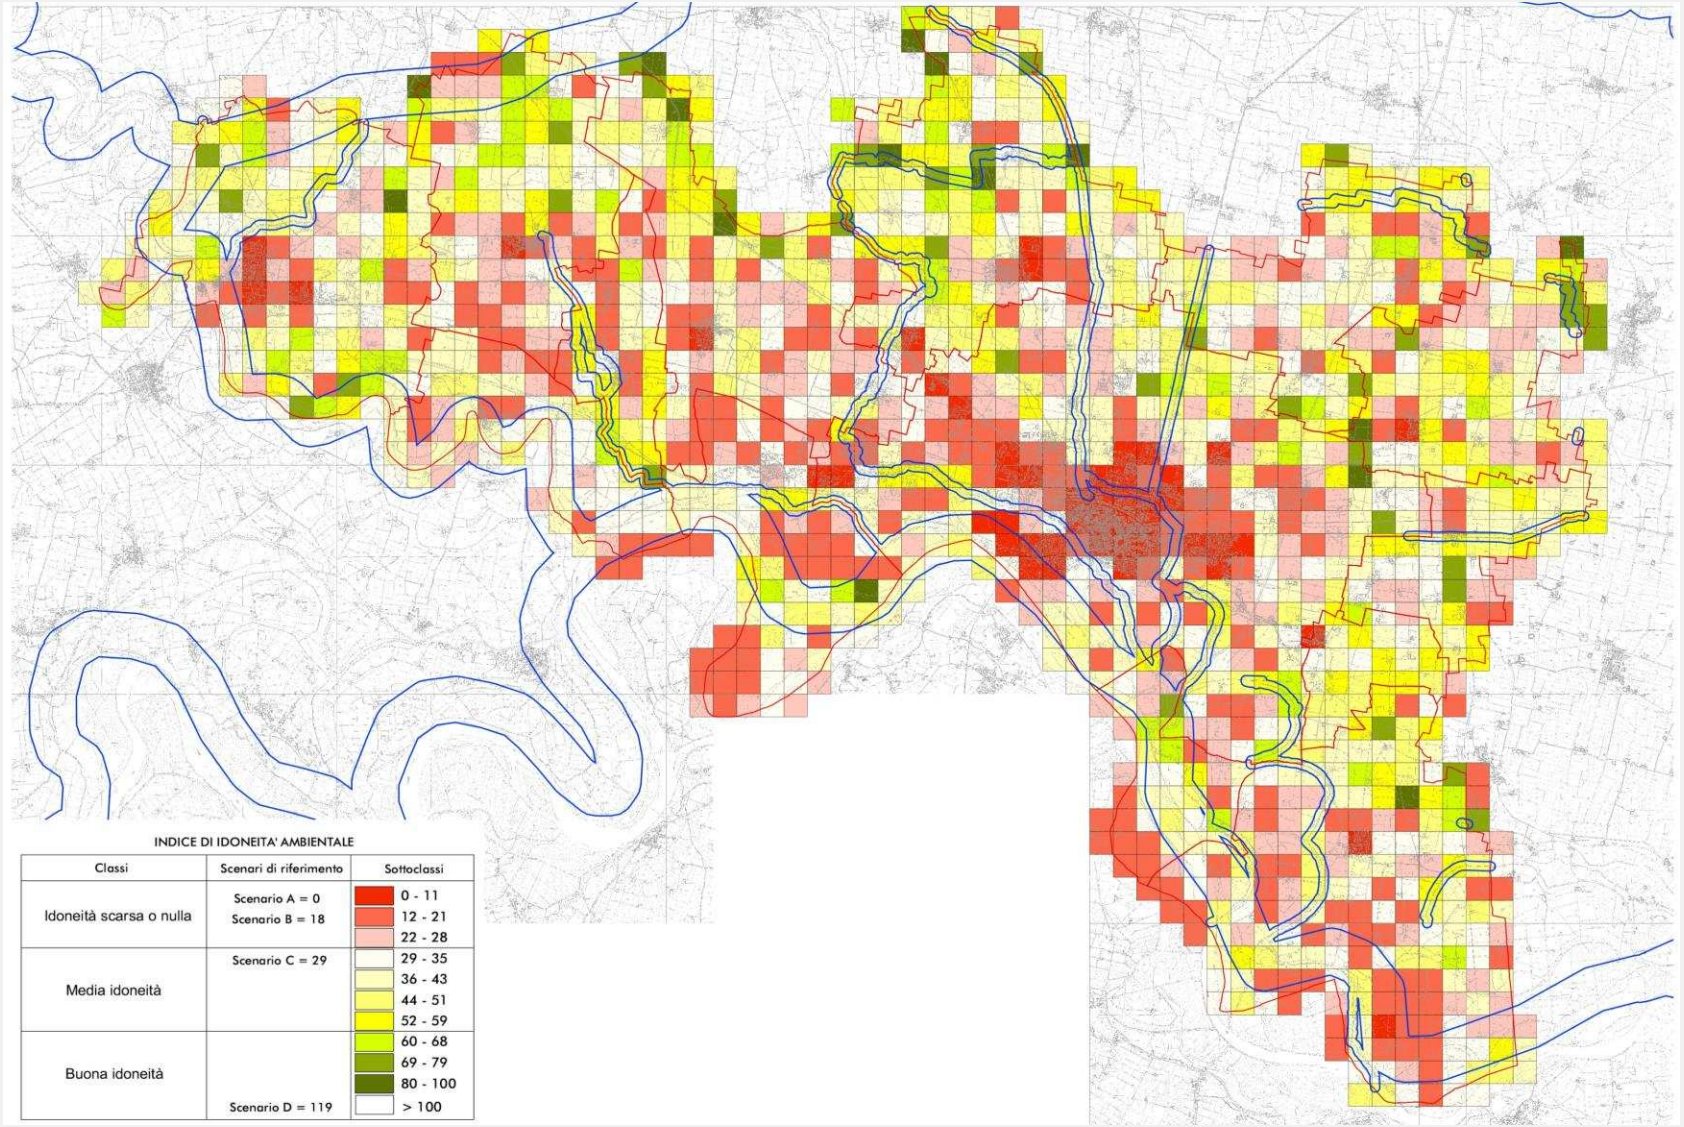 INDICE DI IDONEITA' AMBIENTALE
Classi Scenari di riferimento Sottoclassi
Idoneità scarsa o nulla
Scenario A = 0
Scenario B = 18
0 - 11
12 - 21
22 - 28
Media idoneità
Scenario C = 29
29 - 35
36 - 43
44 - 51
52 - 59
Buona idoneità
Scenario D = 119
60 - 68
69 - 79
80 - 100
> 100